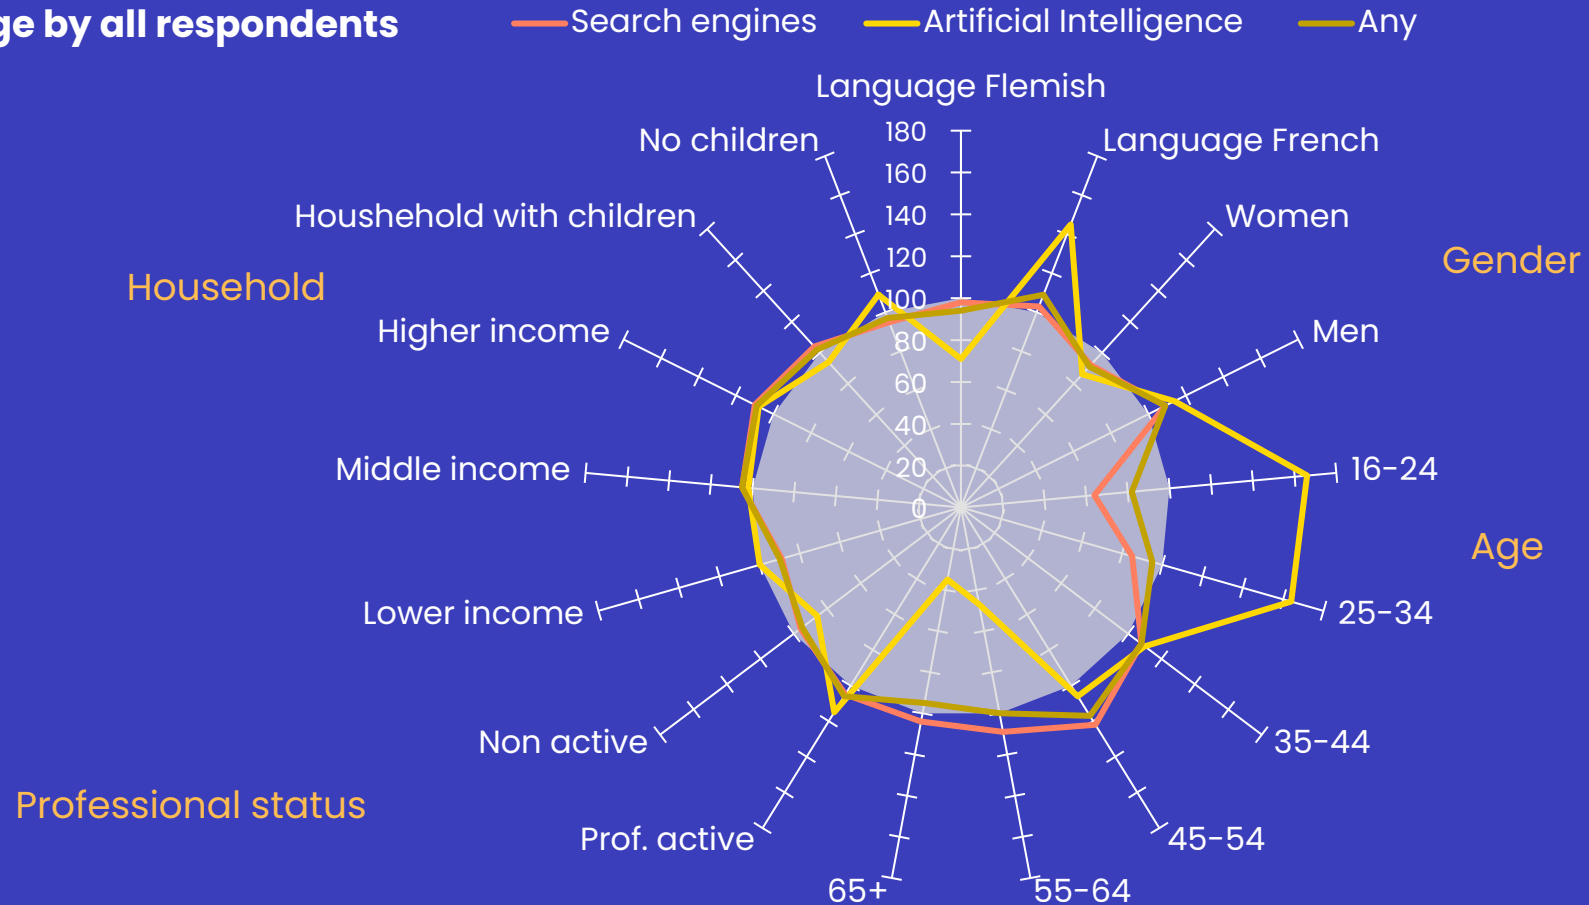 ge by all respondents
Search engines
Artificial Intelligence
Any
Language Flemish
Language French
Women
Men
16-24
25-34
35-44
45-54
55-64
65+
Prof. active
Non active
Lower income
Middle income
Higher income
Houshehold with children
No children
180
160
140
120
100
80
60
40
20
0
Gender
Age
Household
Professional status